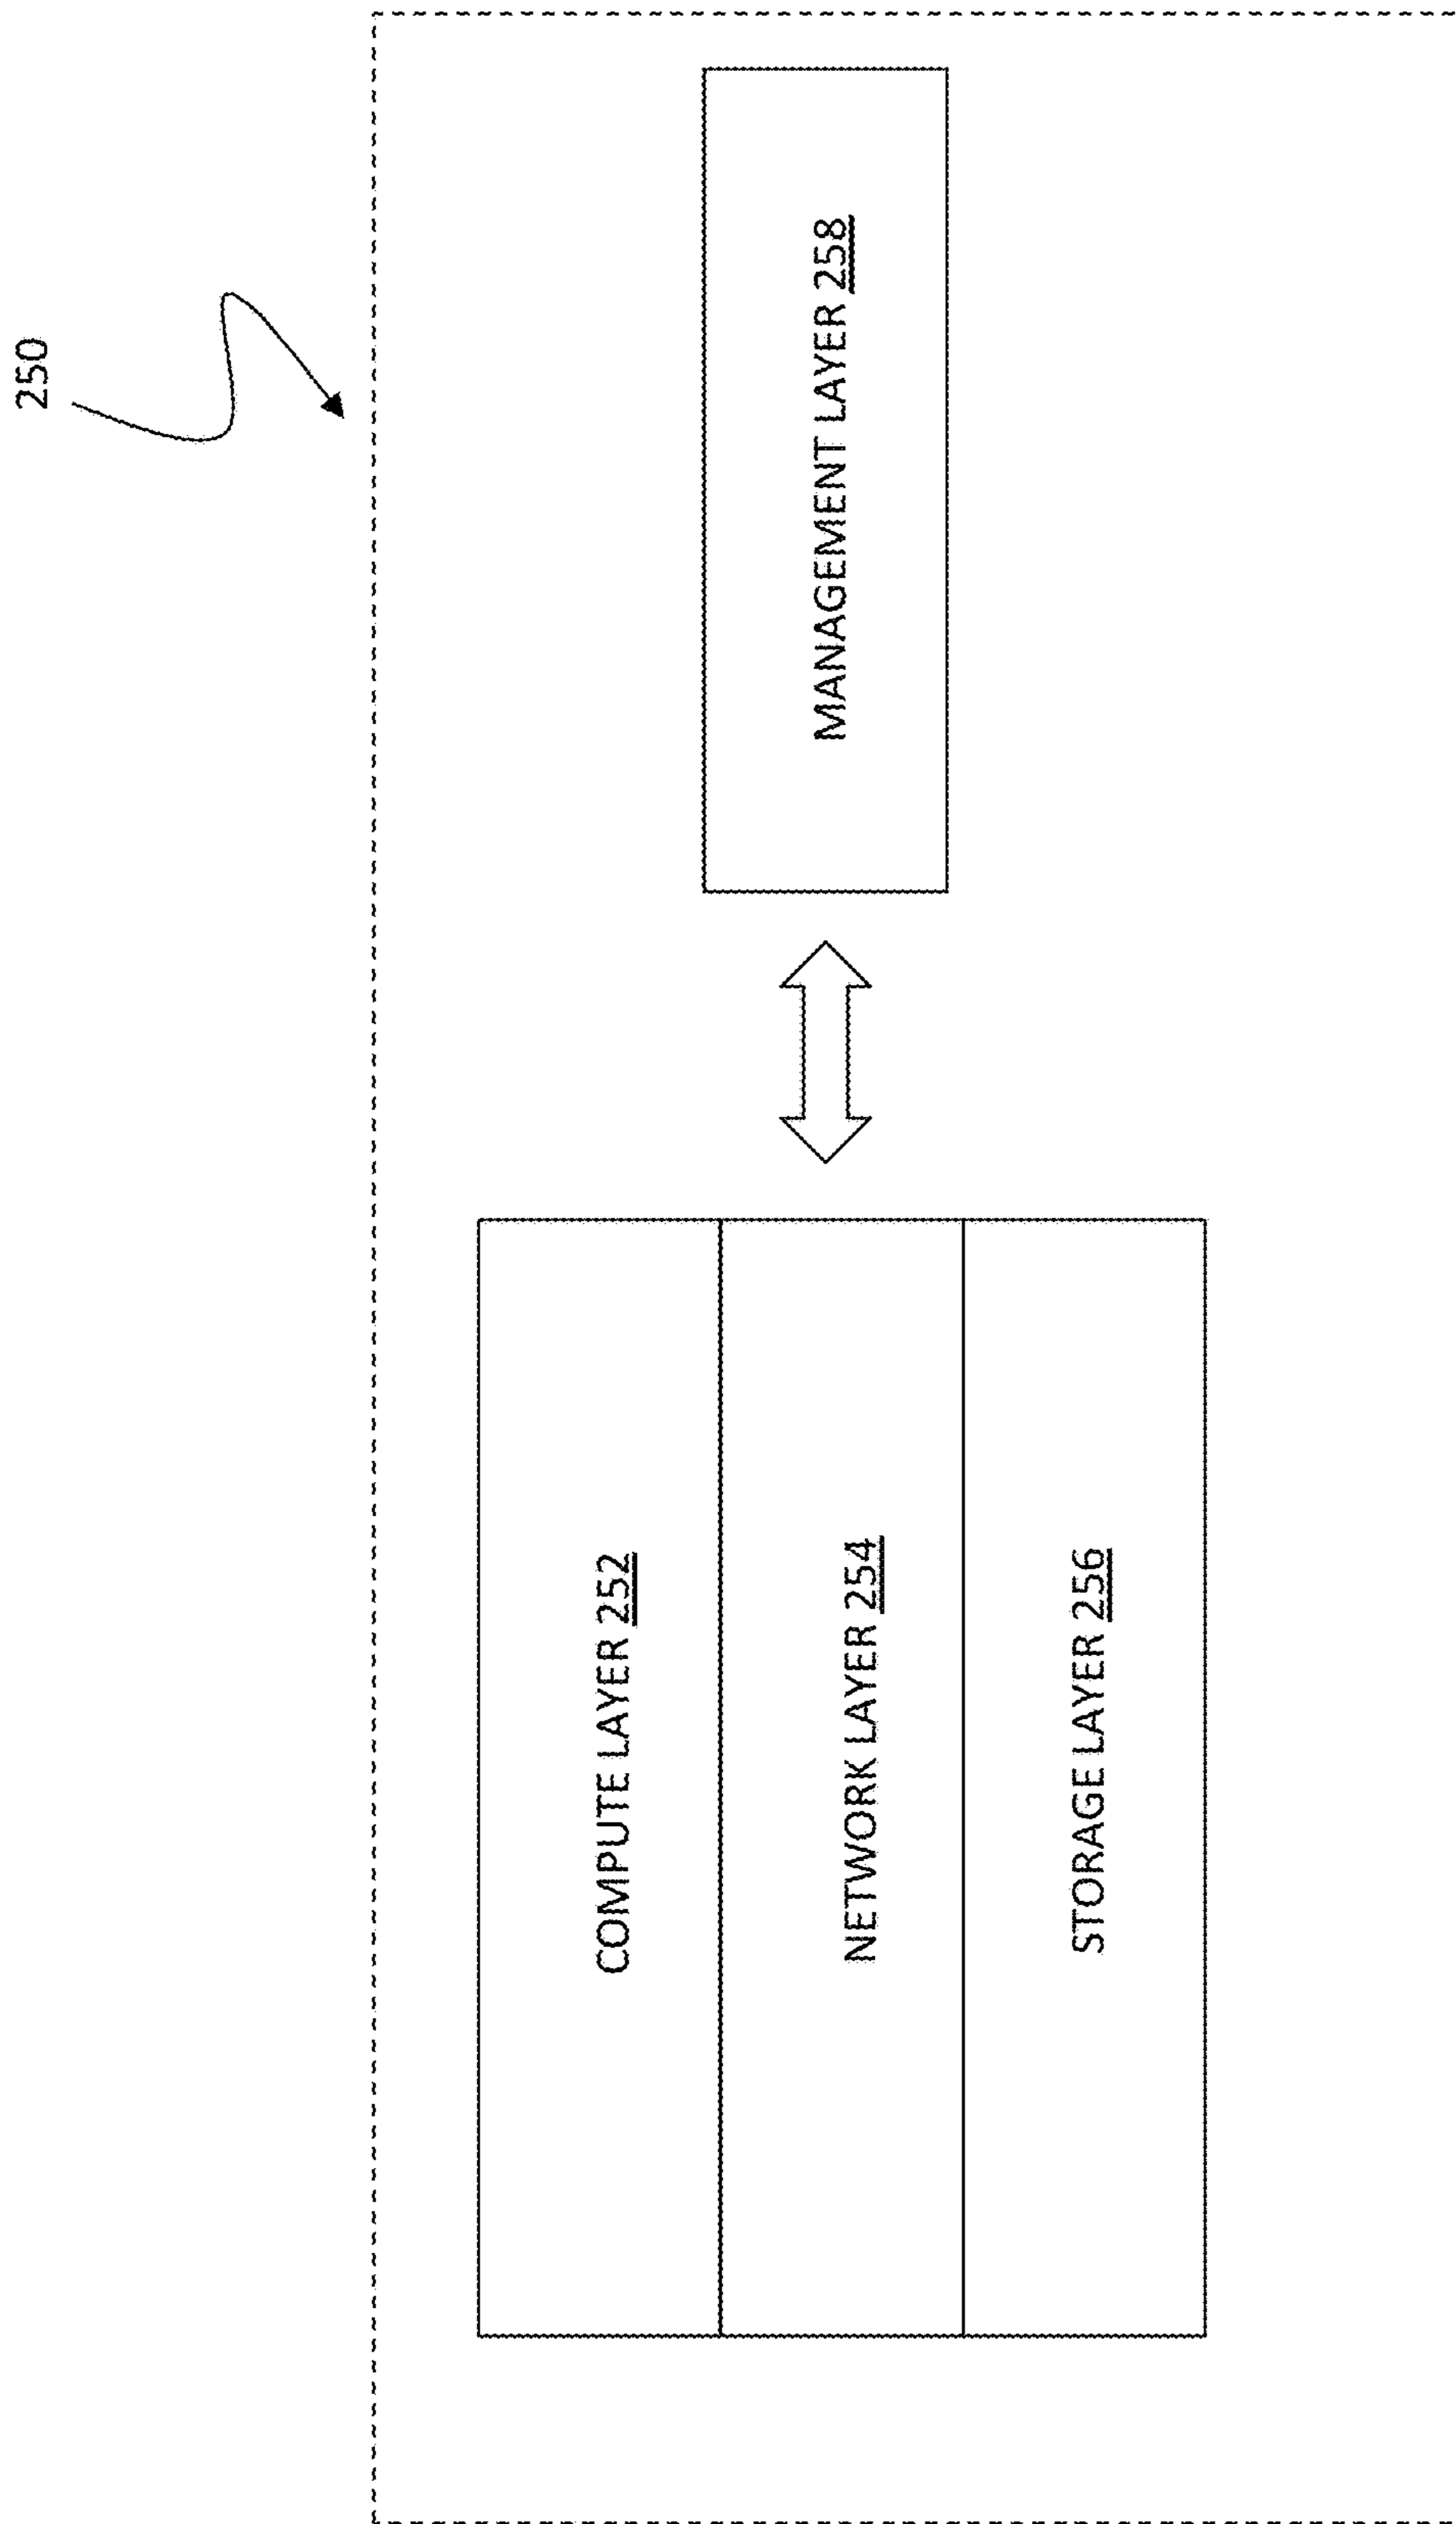 250
COMPUTE LAYER 252
NETWORK LAYER 254
STORAGE LAYER 256
MANAGEMENT LAYER 258